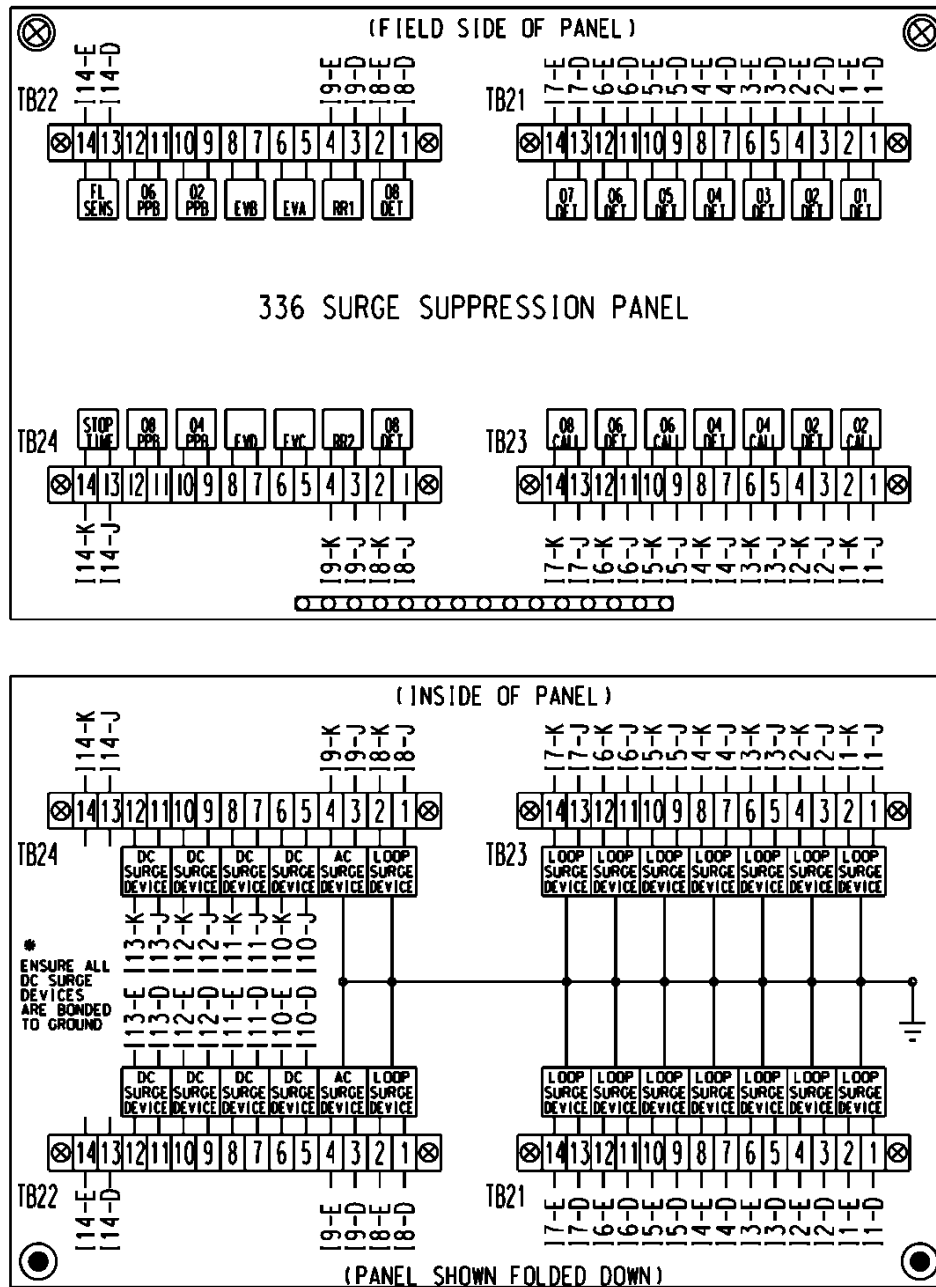 (FIELD SIDE OF PANEL)
I14-E I14-D I9-E I9-D I8-E I8-D
I7-E I7-D I6-E I6-D I5-E I5-D I4-E I4-D I3-E I3-D I2-E I2-D I1-E I1-D
TB22
TB21
14 13 12 11 10 9 8 7 6 5 4 3 2 1
14 13 12 11 10 9 8 7 6 5 4 3 2 1
FL SENS
06 PPB
02 PPB
EVB
EVA
RR1
08 DET
07 DET
06 DET
05 DET
04 DET
03 DET
02 DET
01 DET
336 SURGE SUPPRESSION PANEL
STOP TIME
08 PPB
04 PPB
EVD
EVC
RR2
08 DET
08 CALL
06 DET
06 CALL
04 DET
04 CALL
02 DET
02 CALL
TB24
TB23
14 13 12 11 10 9 8 7 6 5 4 3 2 1
14 13 12 11 10 9 8 7 6 5 4 3 2 1
I14-K I14-J I9-K I9-J I8-K I8-J
I7-K I7-J I6-K I6-J I5-K I5-J I4-K I4-J I3-K I3-J I2-K I2-J I1-K I1-J
(INSIDE OF PANEL)
I14-K I14-J I9-K I9-J I8-K I8-J
I7-K I7-J I6-K I6-J I5-K I5-J I4-K I4-J I3-K I3-J I2-K I2-J I1-K I1-J
14 13 12 11 10 9 8 7 6 5 4 3 2 1
14 13 12 11 10 9 8 7 6 5 4 3 2 1
TB24
TB23
DC DC DC DC AC LOOP
SURGE SURGE SURGE SURGE SURGE SURGE
DEVICE DEVICE DEVICE DEVICE DEVICE DEVICE
LOOP LOOP LOOP LOOP LOOP LOOP LOOP
SURGE SURGE SURGE SURGE SURGE SURGE SURGE
DEVICE DEVICE DEVICE DEVICE DEVICE DEVICE DEVICE
I13-K I13-J I12-K I12-J I11-K I11-J I10-K I10-J
*
ENSURE ALL
DC SURGE
DEVICES
ARE BONDED
TO GROUND
I13-E I13-D I12-E I12-D I11-E I11-D I10-E I10-D
DC DC DC DC AC LOOP
SURGE SURGE SURGE SURGE SURGE SURGE
DEVICE DEVICE DEVICE DEVICE DEVICE DEVICE
LOOP LOOP LOOP LOOP LOOP LOOP LOOP
SURGE SURGE SURGE SURGE SURGE SURGE SURGE
DEVICE DEVICE DEVICE DEVICE DEVICE DEVICE DEVICE
14 13 12 11 10 9 8 7 6 5 4 3 2 1
14 13 12 11 10 9 8 7 6 5 4 3 2 1
TB22
TB21
I14-E I14-D I9-E I9-D I8-E I8-D
I7-E I7-D I6-E I6-D I5-E I5-D I4-E I4-D I3-E I3-D I2-E I2-D I1-E I1-D
(PANEL SHOWN FOLDED DOWN)